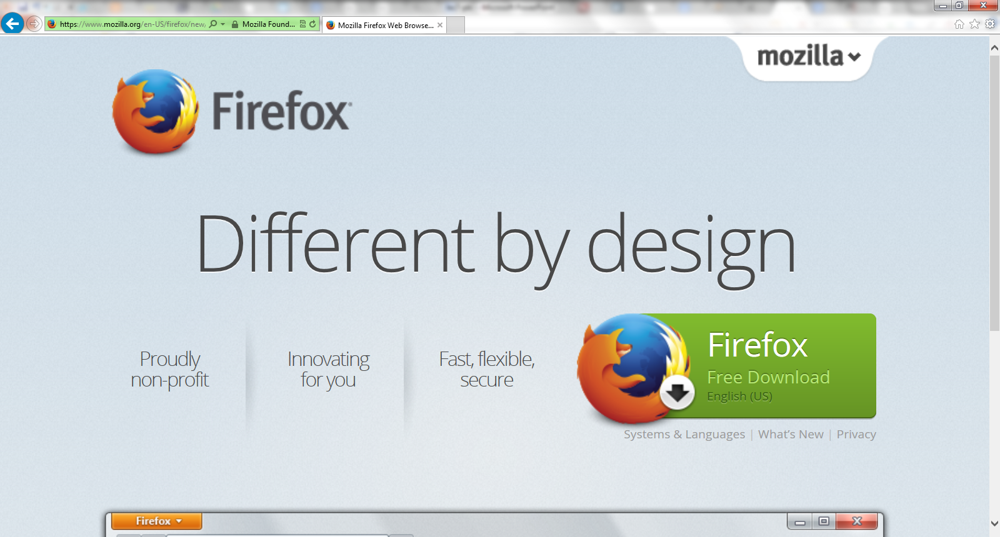 https://www.mozilla.org/en-US/firefox/new/
Mozilla Found...
Mozilla Firefox Web Browse...
mozilla
Firefox
Different by design
Proudly
non-profit
Innovating
for you
Fast, flexible,
secure
Firefox
Free Download
English (US)
Systems & Languages | What's New | Privacy
Firefox